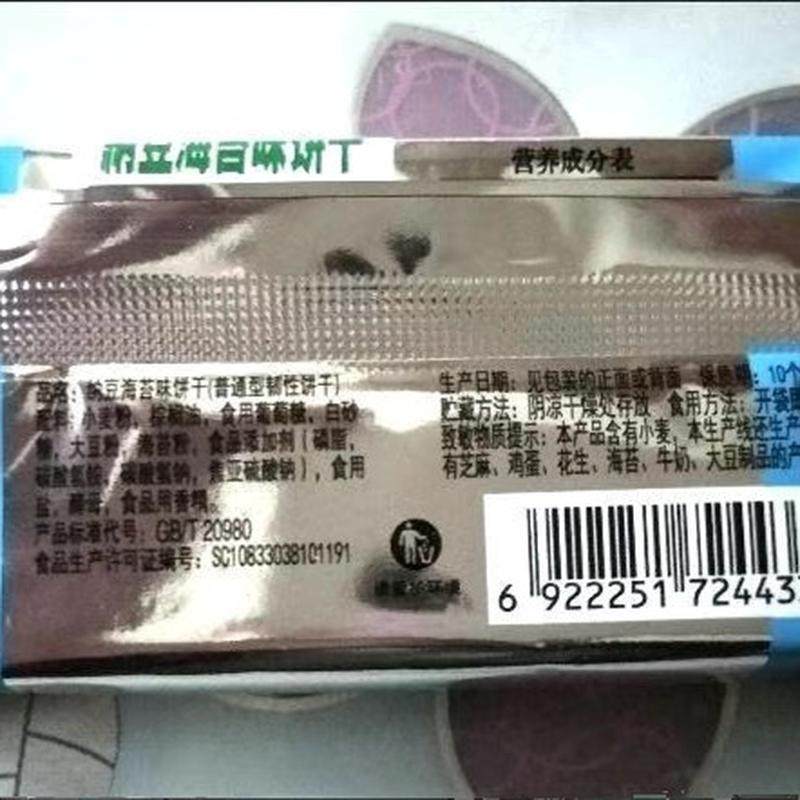 营养成分表
品名：纳豆海苔味饼干(普通型韧性饼干)
配料：小麦粉，棕榈油，食用葡萄糖，白砂
糖，大豆粉，海苔粉，食品添加剂（磷脂，
碳酸氢铵，碳酸氢钠，焦亚硫酸钠），食用
盐，酵母，食品用香精。
产品标准代号：GB/T 20980
食品生产许可证编号：SC10833038101191
生产日期：见包装的正面或背面 保质期：10个
贮藏方法：阴凉干燥处存放 食用方法：开袋
致敏物质提示：本产品含有小麦，本生产线还生产
有芝麻、鸡蛋、花生、海苔、牛奶、大豆制品的产
6 922251 72443